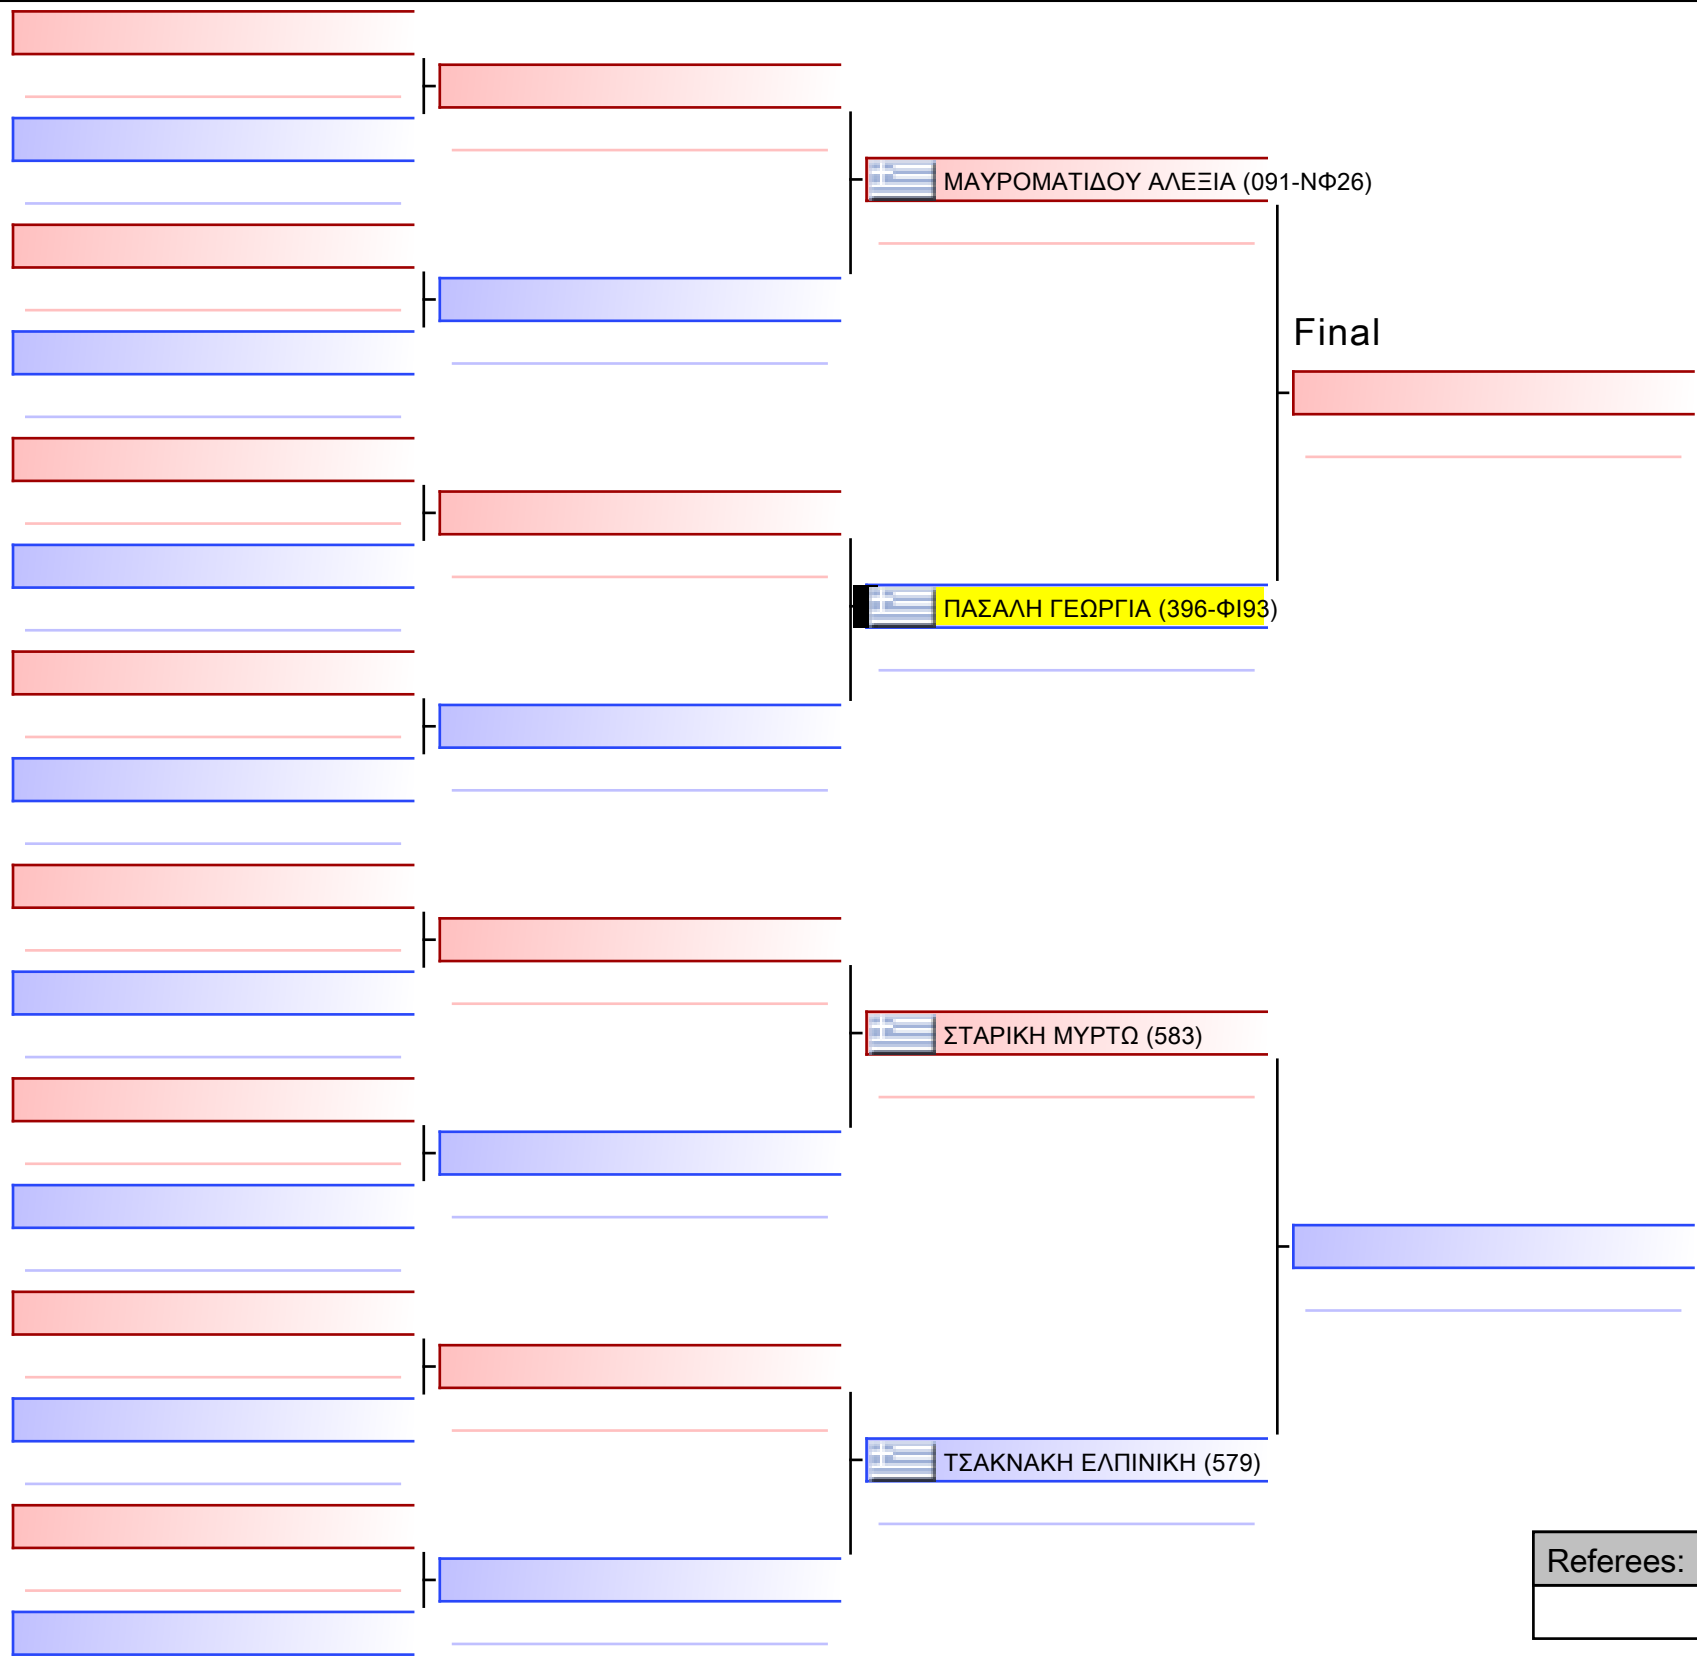 ΜΑΥΡΟΜΑΤΙΔΟΥ ΑΛΕΞΙΑ (091-ΝΦ26)
Final
ΠΑΣΑΛΗ ΓΕΩΡΓΙΑ (396-ΦΙ93)
ΣΤΑΡΙΚΗ ΜΥΡΤΩ (583)
ΤΣΑΚΝΑΚΗ ΕΛΠΙΝΙΚΗ (579)
Referees: